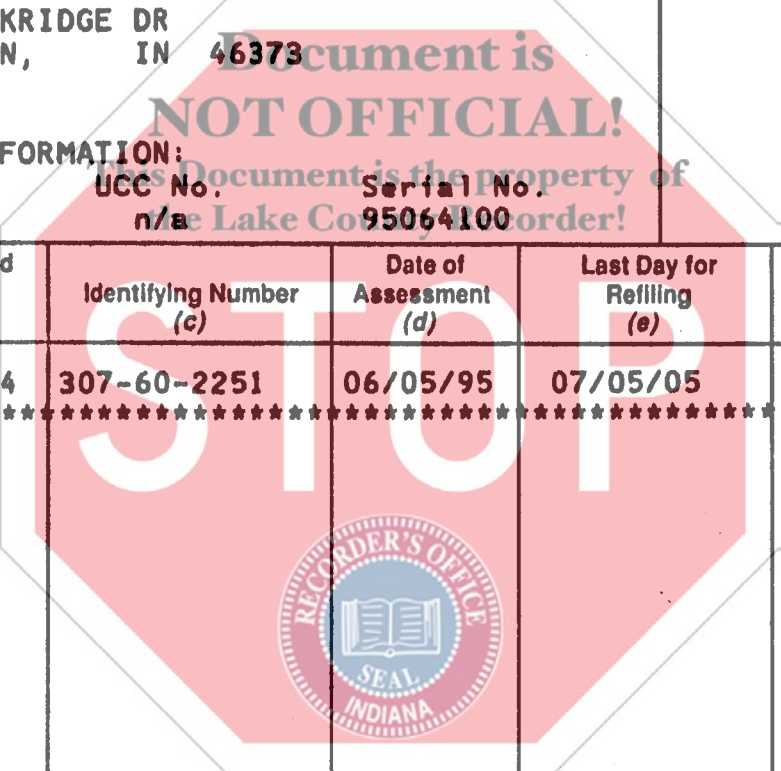 KRIDGE DR
N, IN 46373
Document is
NOT OFFICIAL!
FORMATION:
This Document is the property of
UCC No. Serial No.
the Lake County Recorder!
n/a 95064100
d Identifying Number (c) Date of Assessment (d) Last Day for Refiling (e)
4 307-60-2251 06/05/95 07/05/05
*******************************************
STOP
RECORDER'S OFFICE
SEAL
INDIANA